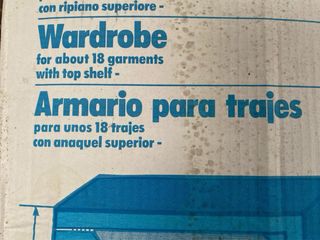 con ripiano superiore -
Wardrobe
for about 18 garments
with top shelf -
Armario para trajes
para unos 18 trajes
con anaquel superior -